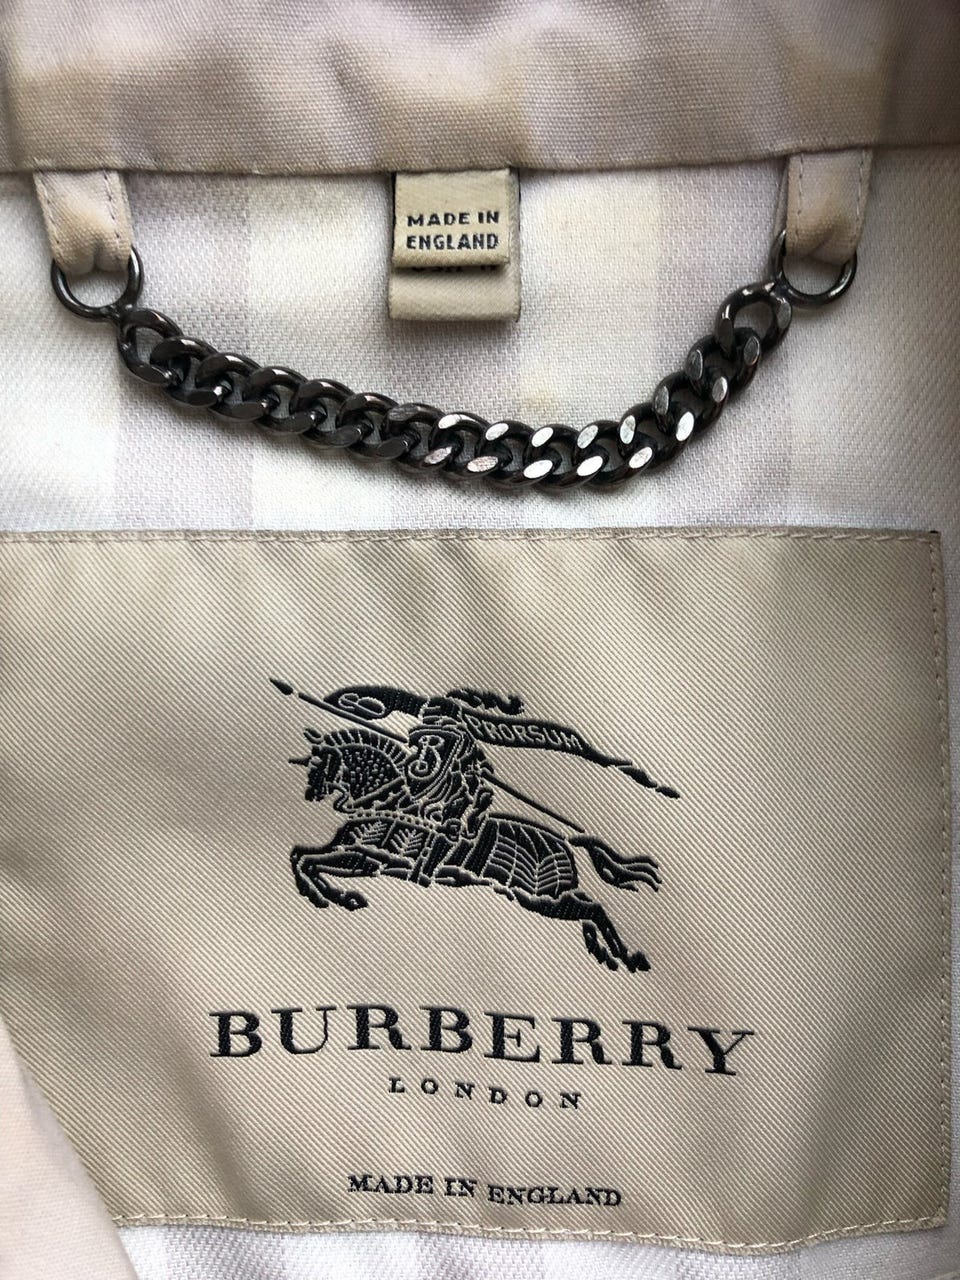 MADE IN
ENGLAND
PRORSUM
B
BURBERRY
LONDON
MADE IN ENGLAND